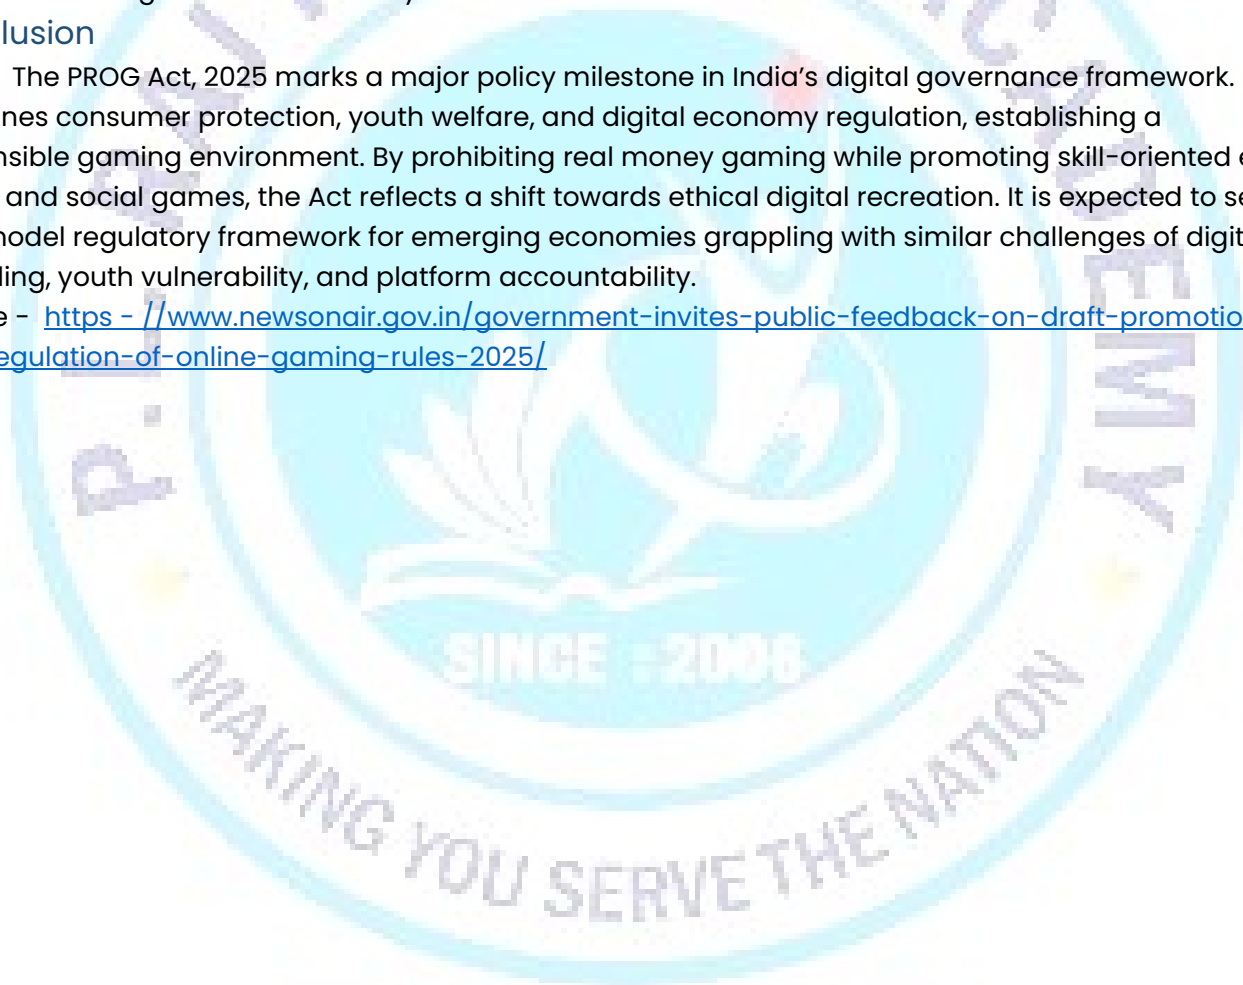 lusion
The PROG Act, 2025 marks a major policy milestone in India's digital governance framework.
nes consumer protection, youth welfare, and digital economy regulation, establishing a
nsible gaming environment. By prohibiting real money gaming while promoting skill-oriented e
and social games, the Act reflects a shift towards ethical digital recreation. It is expected to se
nodel regulatory framework for emerging economies grappling with similar challenges of digit
ling, youth vulnerability, and platform accountability.
e - https - //www.newsonair.gov.in/government-invites-public-feedback-on-draft-promotio
egulation-of-online-gaming-rules-2025/
P.L.
ACADEMY
SINCE : 2006
MAKING YOU SERVE THE NATION